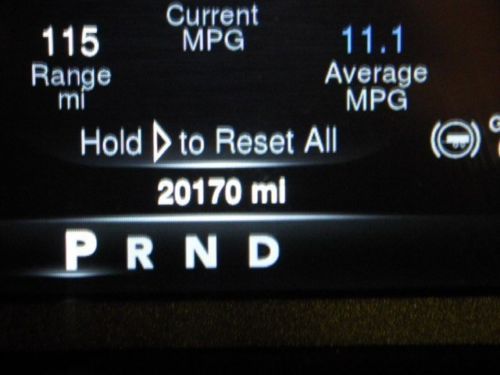 Current
115 MPG 11.1
Range Average
mi MPG
Hold to Reset All
20170 mi
P R N D